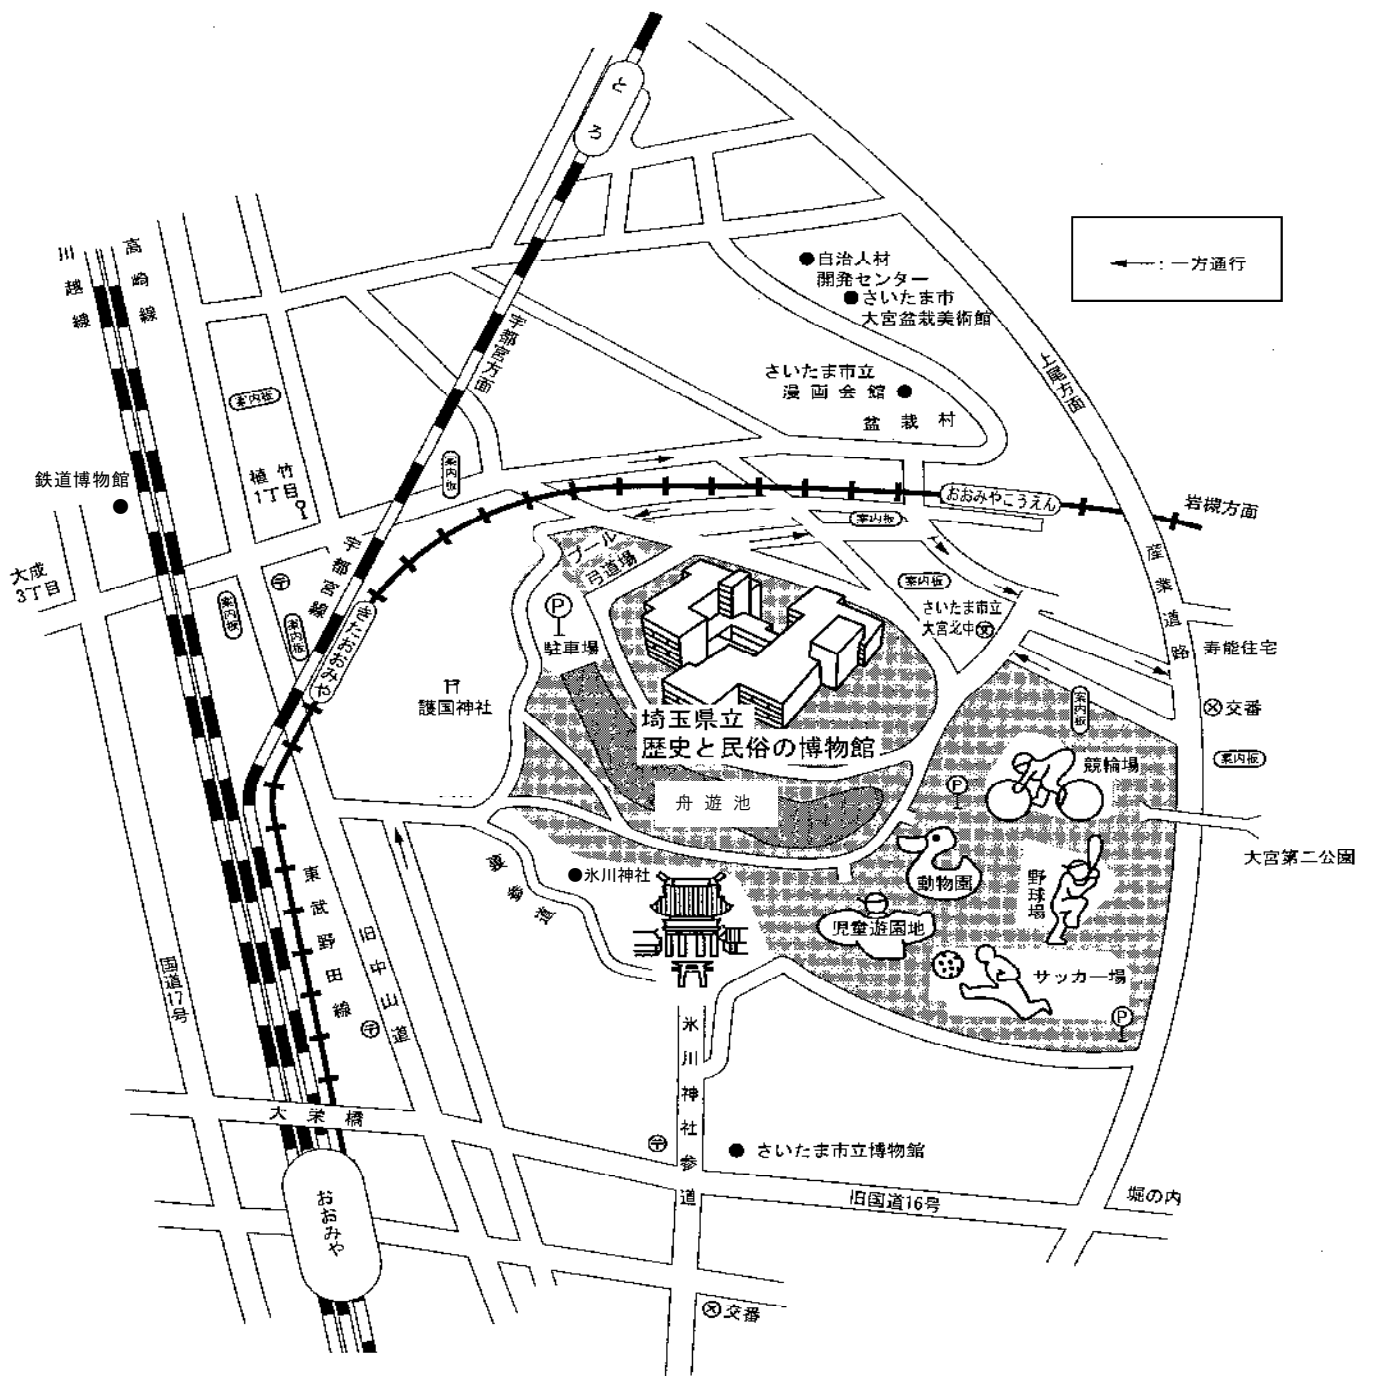 とろ
川越線
高崎線
宇都宮方面
：一方通行
自治人材
開発センター
さいたま市
大宮盆栽美術館
上尾方面
さいたま市立
漫画会館
盆栽村
案内板
植竹
1丁目
案内板
鉄道博物館
おおみやこうえん
岩槻方面
案内板
プール
弓道場
産業道路
大成
3丁目
宇都宮線
案内板
案内板
案内板
きたおおみや
P
駐車場
さいたま市立
大宮北中
寿能住宅
護国神社
埼玉県立
歴史と民俗の博物館
案内板
交番
案内板
競輪場
P
舟遊池
大宮第二公園
裏参道
氷川神社
動物園
野球場
児童遊園地
サッカー場
P
東武野田線
旧中山道
国道17号
氷川神社参道
大栄橋
さいたま市立博物館
旧国道16号
堀の内
おおみや
交番